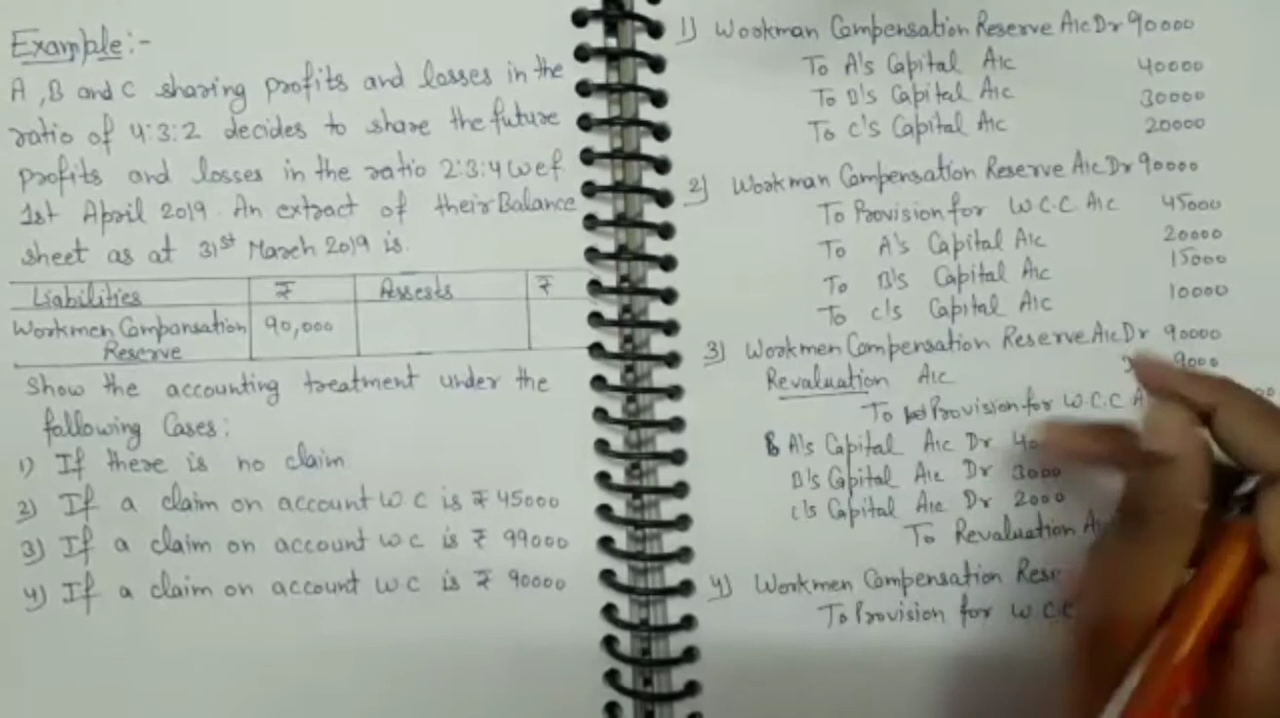 Example:-
A, B and C sharing profits and losses in the
ratio of 4:3:2 decides to share the future
profits and losses in the ratio 2:3:4 wef
1st April 2019. An extract of their Balance
sheet as at 31st March 2019 is.
Liabilities ₹ Assests ₹
Workmen Compansation 90,000
Reserve
Show the accounting treatment under the
following Cases:
1) If there is no claim
2) If a claim on account W C is ₹ 45000
3) If a claim on account WC is ₹ 99000
4) If a claim on account WC is ₹ 90000
1) Workman Compensation Reserve A/c Dr 90000
To A's Capital A/c 40000
To B's Capital A/c 30000
To C's Capital A/c 20000
2) Workman Compensation Reserve A/c Dr 90000
To Provision for W.C.C A/c 45000
To A's Capital A/c 20000
To B's Capital A/c 15000
To C's Capital A/c 10000
3) Workmen Compensation Reserve A/c Dr 90000
Revaluation A/c 9000
To Provision for W.C.C
A's Capital A/c Dr
B's Capital A/c Dr 3000
C's Capital A/c Dr 2000
To Revaluation
4) Workmen Compensation
To Provision for W.C.C